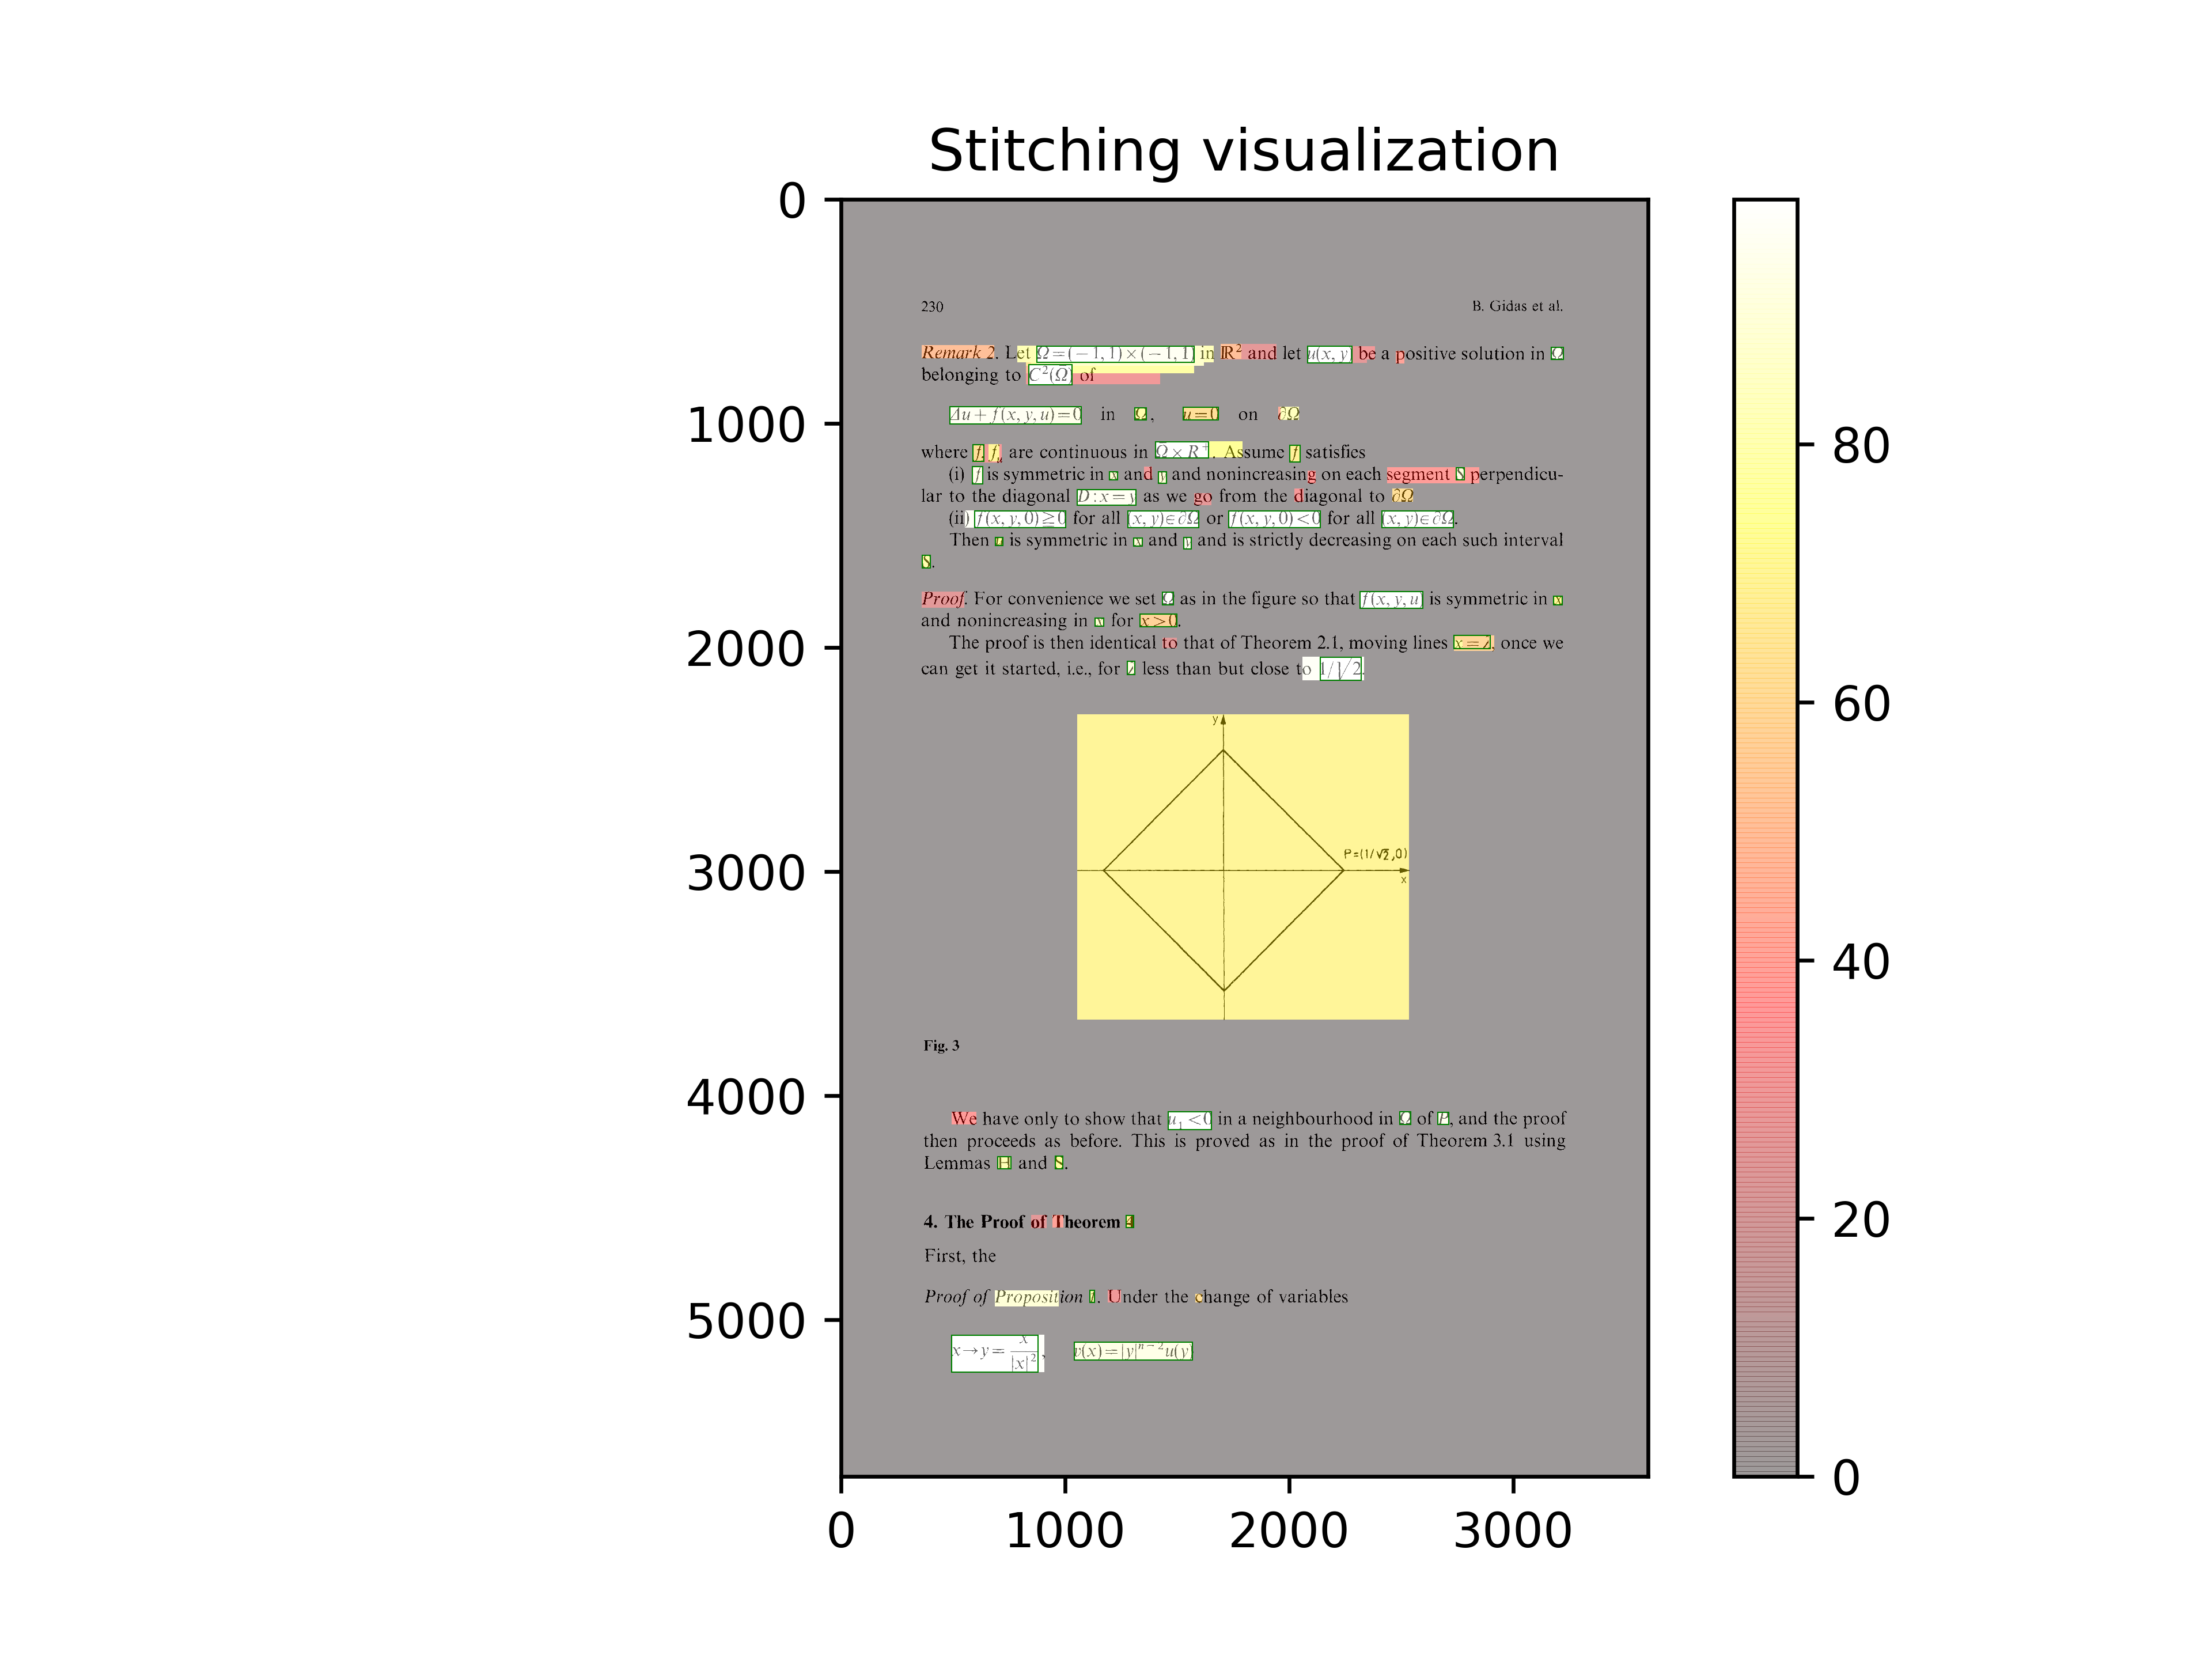 Stitching visualization
230 B. Gidas et al.
Remark 2. Let Ω=(−1,1)×(−1,1) in ℝ² and let u(x, y) be a positive solution in Ω
belonging to C²(Ω̄) of
Δu+f(x, y, u)=0 in Ω, u=0 on ∂Ω
where f, f_u are continuous in Ω̄×R⁺. Assume f satisfies
(i) f is symmetric in x and y and nonincreasing on each segment S perpendicu-
lar to the diagonal D:x=y as we go from the diagonal to ∂Ω
(ii) f(x, y, 0)≧0 for all (x, y)∈∂Ω or f(x, y, 0)<0 for all (x, y)∈∂Ω.
Then u is symmetric in x and y and is strictly decreasing on each such interval
S.
Proof. For convenience we set Ω as in the figure so that f(x, y, u) is symmetric in x
and nonincreasing in x for x>0.
The proof is then identical to that of Theorem 2.1, moving lines x=λ, once we
can get it started, i.e., for λ less than but close to 1/√2.
y
P=(1/√2,0)
x
Fig. 3
We have only to show that u₁<0 in a neighbourhood in Ω of P, and the proof
then proceeds as before. This is proved as in the proof of Theorem 3.1 using
Lemmas H and S.
4. The Proof of Theorem 4
First, the
Proof of Proposition 1. Under the change of variables
x→y=x/|x|², v(x)=|y|ⁿ⁻²u(y)
0
1000
2000
3000
4000
5000
0 1000 2000 3000
80
60
40
20
0